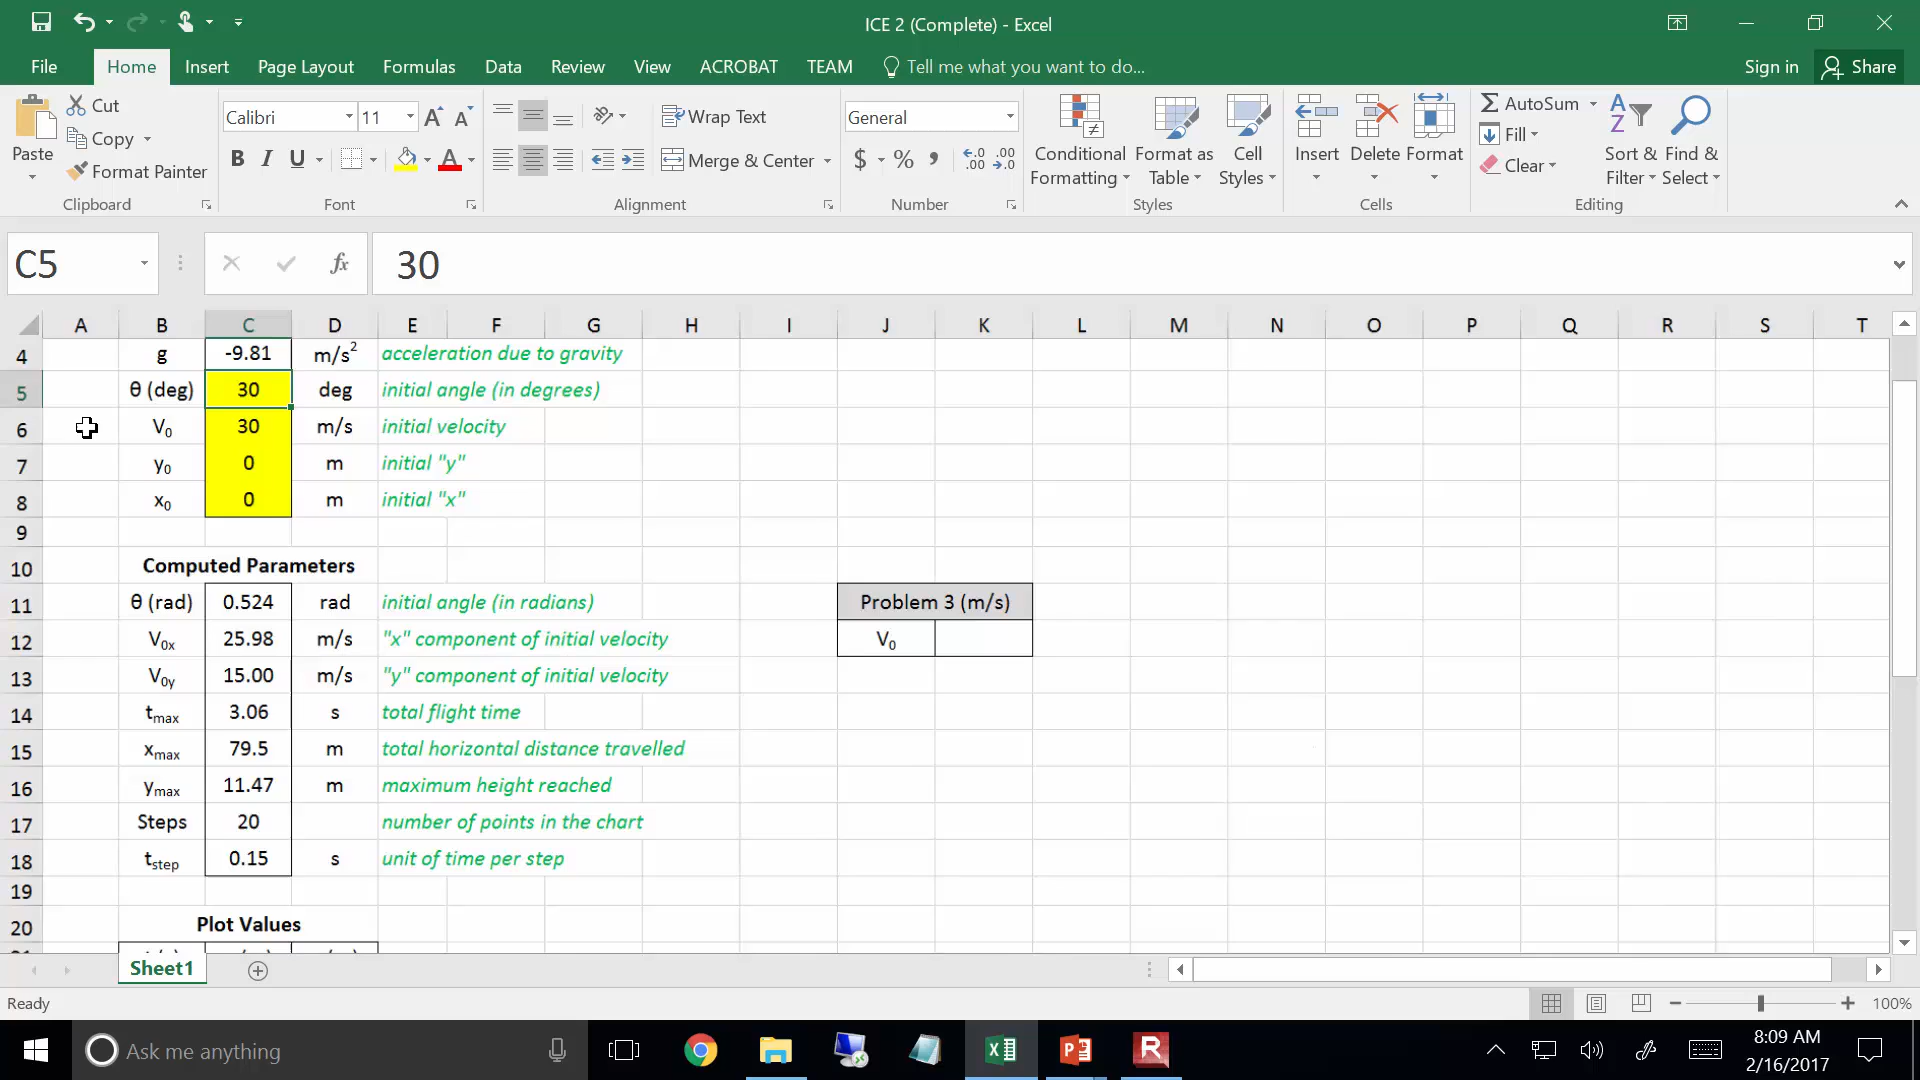 ICE 2 (Complete) - Excel
File Home Insert Page Layout Formulas Data Review View ACROBAT TEAM Tell me what you want to do... Sign in Share
Paste
Cut
Copy
Format Painter
Clipboard
Calibri 11
B I U
Font
Wrap Text
Merge & Center
Alignment
General
$ % ,
Number
Conditional Formatting
Format as Table
Cell Styles
Styles
Insert Delete Format
Cells
AutoSum
Fill
Clear
Sort & Filter
Find & Select
Editing
C5 fx 30
A B C D E F G H I J K L M N O P Q R S T
4 g -9.81 m/s² acceleration due to gravity
5 θ (deg) 30 deg initial angle (in degrees)
6 V₀ 30 m/s initial velocity
7 y₀ 0 m initial "y"
8 x₀ 0 m initial "x"
9
10 Computed Parameters
11 θ (rad) 0.524 rad initial angle (in radians) Problem 3 (m/s)
12 V0x 25.98 m/s "x" component of initial velocity V₀
13 V0y 15.00 m/s "y" component of initial velocity
14 tmax 3.06 s total flight time
15 xmax 79.5 m total horizontal distance travelled
16 ymax 11.47 m maximum height reached
17 Steps 20 number of points in the chart
18 tstep 0.15 s unit of time per step
19
20 Plot Values
Sheet1
Ready 100%
Ask me anything
8:09 AM
2/16/2017